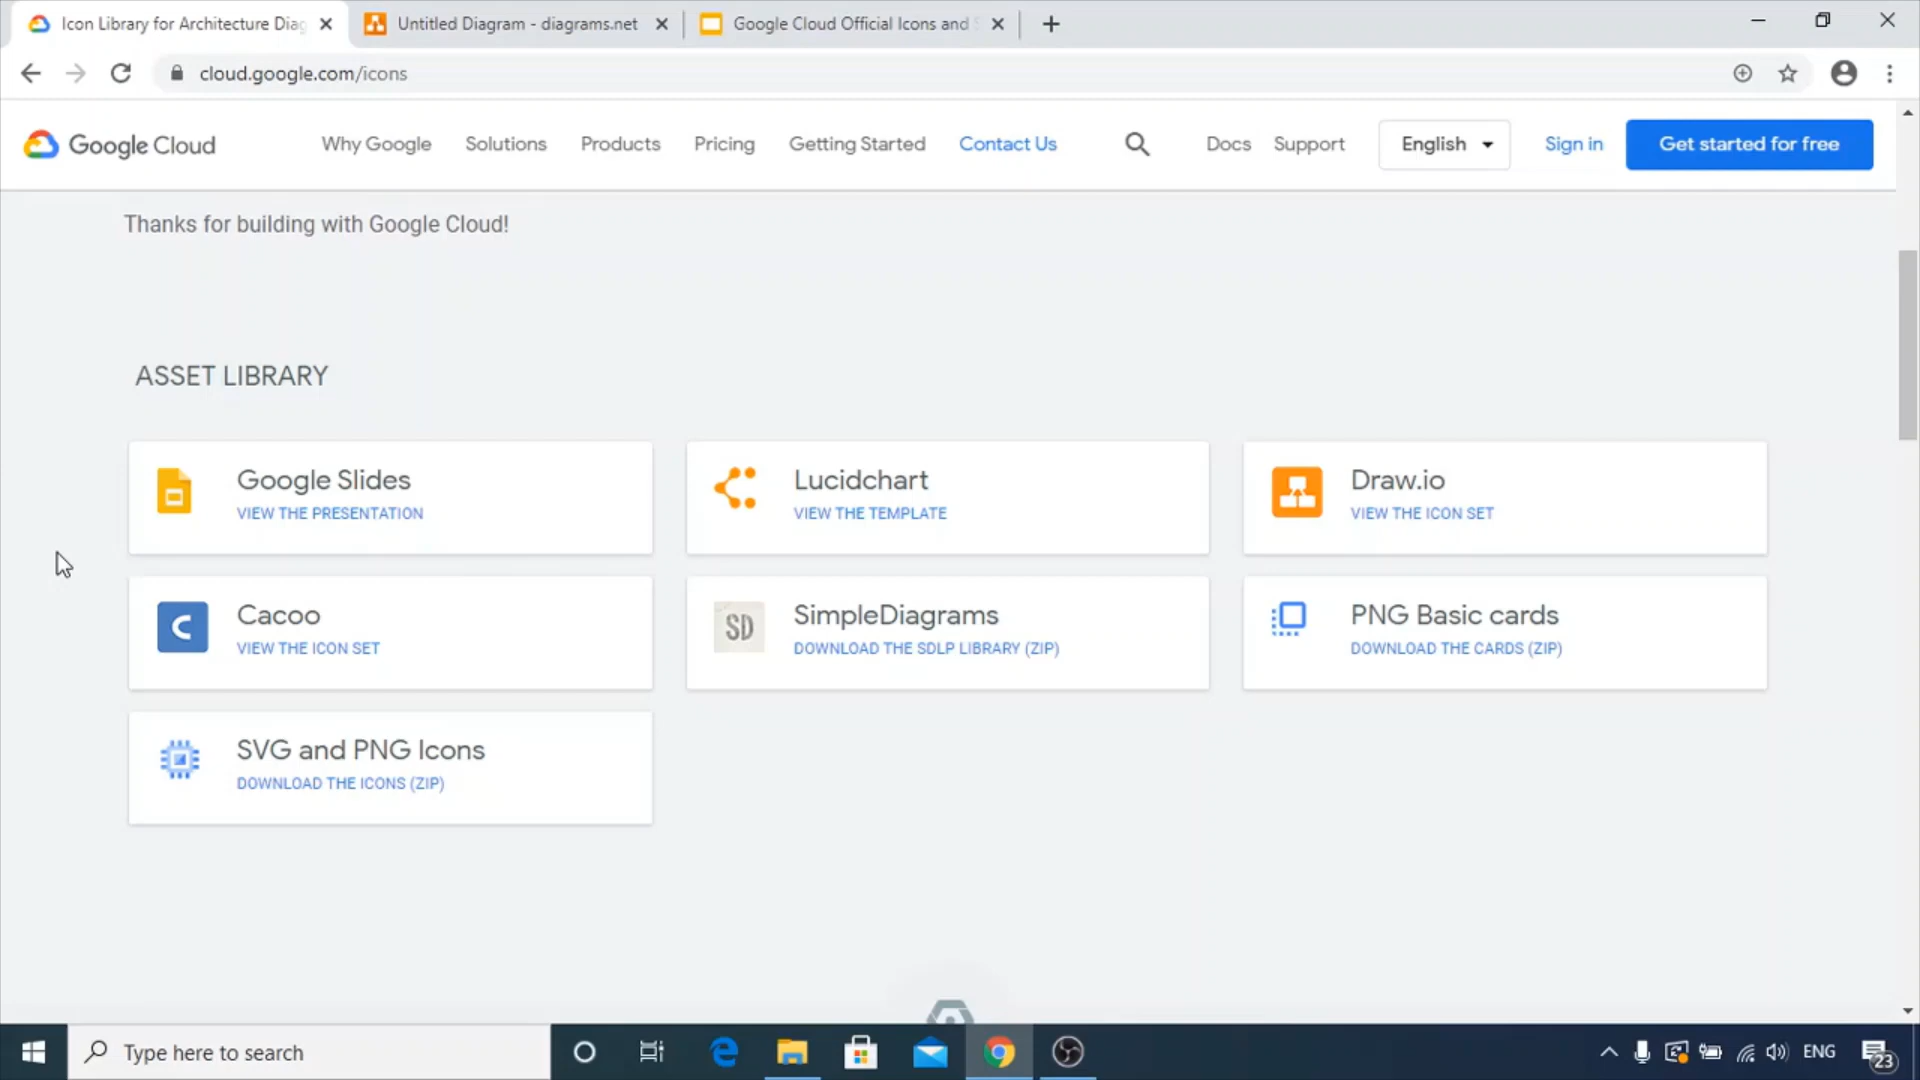 Icon Library for Architecture Diag
Untitled Diagram - diagrams.net
Google Cloud Official Icons and S
cloud.google.com/icons
Google Cloud
Why Google
Solutions
Products
Pricing
Getting Started
Contact Us
Docs
Support
English
Sign in
Get started for free
Thanks for building with Google Cloud!
ASSET LIBRARY
Google Slides
VIEW THE PRESENTATION
Lucidchart
VIEW THE TEMPLATE
Draw.io
VIEW THE ICON SET
Cacoo
VIEW THE ICON SET
SD
SimpleDiagrams
DOWNLOAD THE SDLP LIBRARY (ZIP)
PNG Basic cards
DOWNLOAD THE CARDS (ZIP)
SVG and PNG Icons
DOWNLOAD THE ICONS (ZIP)
Type here to search
ENG
23